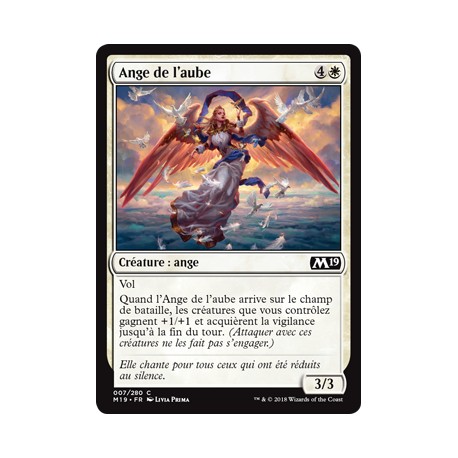 Ange de l'aube 4
Créature : ange M19
Vol
Quand l'Ange de l'aube arrive sur le champ
de bataille, les créatures que vous contrôlez
gagnent +1/+1 et acquièrent la vigilance
jusqu'à la fin du tour. (Attaquer avec ces
créatures ne les fait pas s'engager.)
Elle chante pour tous ceux qui ont été réduits
au silence.
3/3
007/280 C
M19 • FR Livia Prema ™ & © 2018 Wizards of the Coast